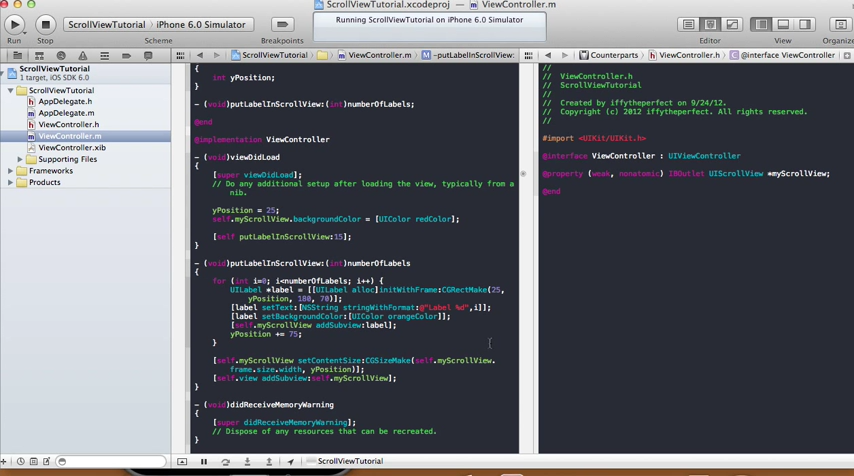 ScrollViewTutorial.xcodeproj — ViewController.m
ScrollViewTutorial iPhone 6.0 Simulator
Running ScrollViewTutorial on iPhone 6.0 Simulator
Run Stop Scheme Breakpoints Editor View Organiz
ScrollViewTutorial ViewController.m M -putLabelInScrollView: Counterparts ViewController.h @interface ViewController
ScrollViewTutorial
1 target, iOS SDK 6.0
ScrollViewTutorial
AppDelegate.h
AppDelegate.m
ViewController.h
ViewController.m
ViewController.xib
Supporting Files
Frameworks
Products
{
int yPosition;
}
- (void)putLabelInScrollView:(int)numberOfLabels;
@end
@implementation ViewController
- (void)viewDidLoad
{
[super viewDidLoad];
// Do any additional setup after loading the view, typically from a
nib.
yPosition = 25;
self.myScrollView.backgroundColor = [UIColor redColor];
[self putLabelInScrollView:15];
}
- (void)putLabelInScrollView:(int)numberOfLabels
{
for (int i=0; i<numberOfLabels; i++) {
UILabel *label = [[UILabel alloc]initWithFrame:CGRectMake(25,
yPosition, 180, 70)];
[label setText:[NSString stringWithFormat:@"Label %d",i]];
[label setBackgroundColor:[UIColor orangeColor]];
[self.myScrollView addSubview:label];
yPosition += 75;
}
[self.myScrollView setContentSize:CGSizeMake(self.myScrollView.
frame.size.width, yPosition)];
[self.view addSubview:self.myScrollView];
}
- (void)didReceiveMemoryWarning
{
[super didReceiveMemoryWarning];
// Dispose of any resources that can be recreated.
}
//
// ViewController.h
// ScrollViewTutorial
//
// Created by iffytheperfect on 9/24/12.
// Copyright (c) 2012 iffytheperfect. All rights reserved.
//
#import <UIKit/UIKit.h>
@interface ViewController : UIViewController
@property (weak, nonatomic) IBOutlet UIScrollView *myScrollView;
@end
ScrollViewTutorial